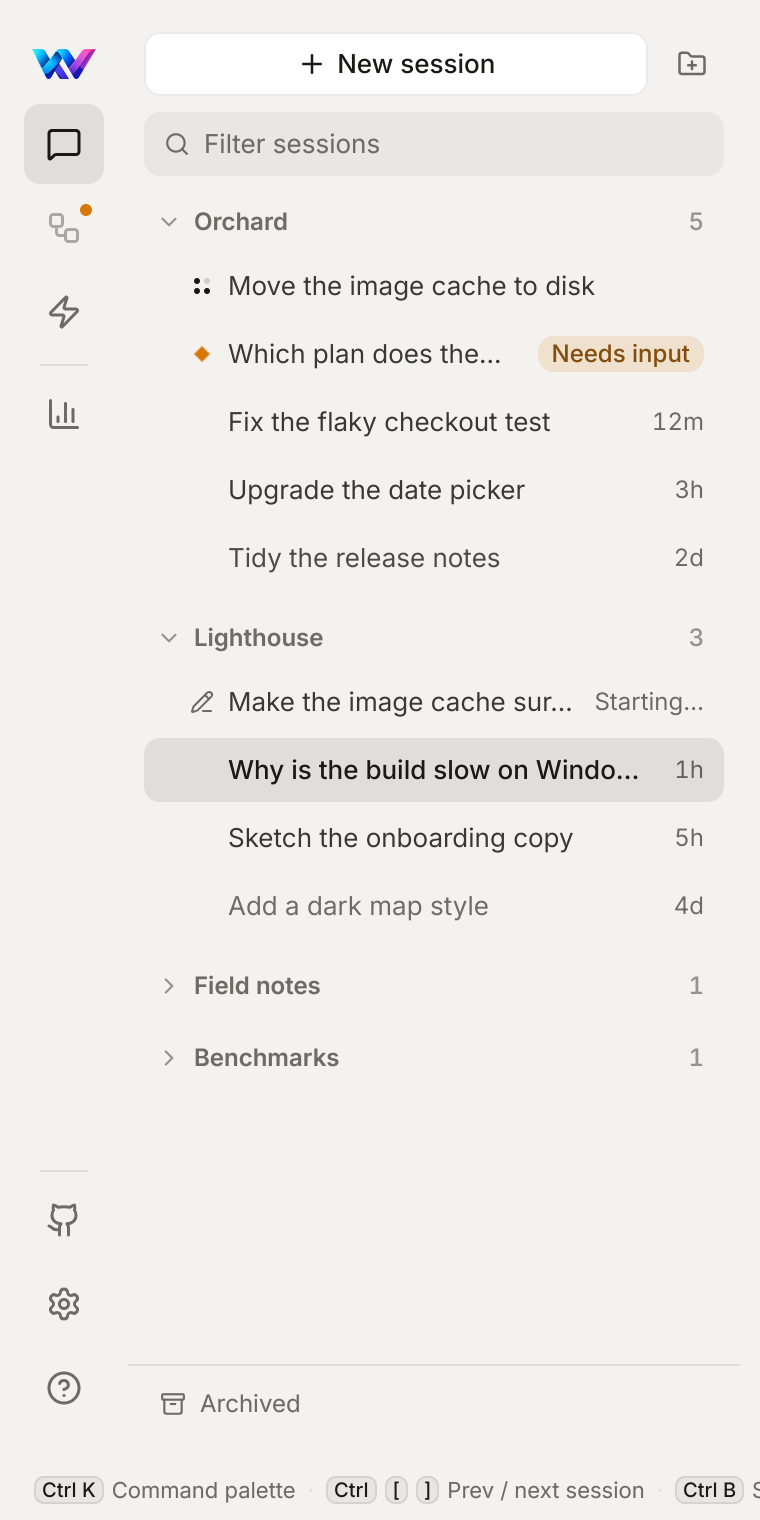 New session
Filter sessions
Orchard 5
Move the image cache to disk
Which plan does the... Needs input
Fix the flaky checkout test 12m
Upgrade the date picker 3h
Tidy the release notes 2d
Lighthouse 3
Make the image cache sur... Starting...
Why is the build slow on Windo... 1h
Sketch the onboarding copy 5h
Add a dark map style 4d
Field notes 1
Benchmarks 1
Archived
Ctrl K Command palette · Ctrl [ ] Prev / next session · Ctrl B